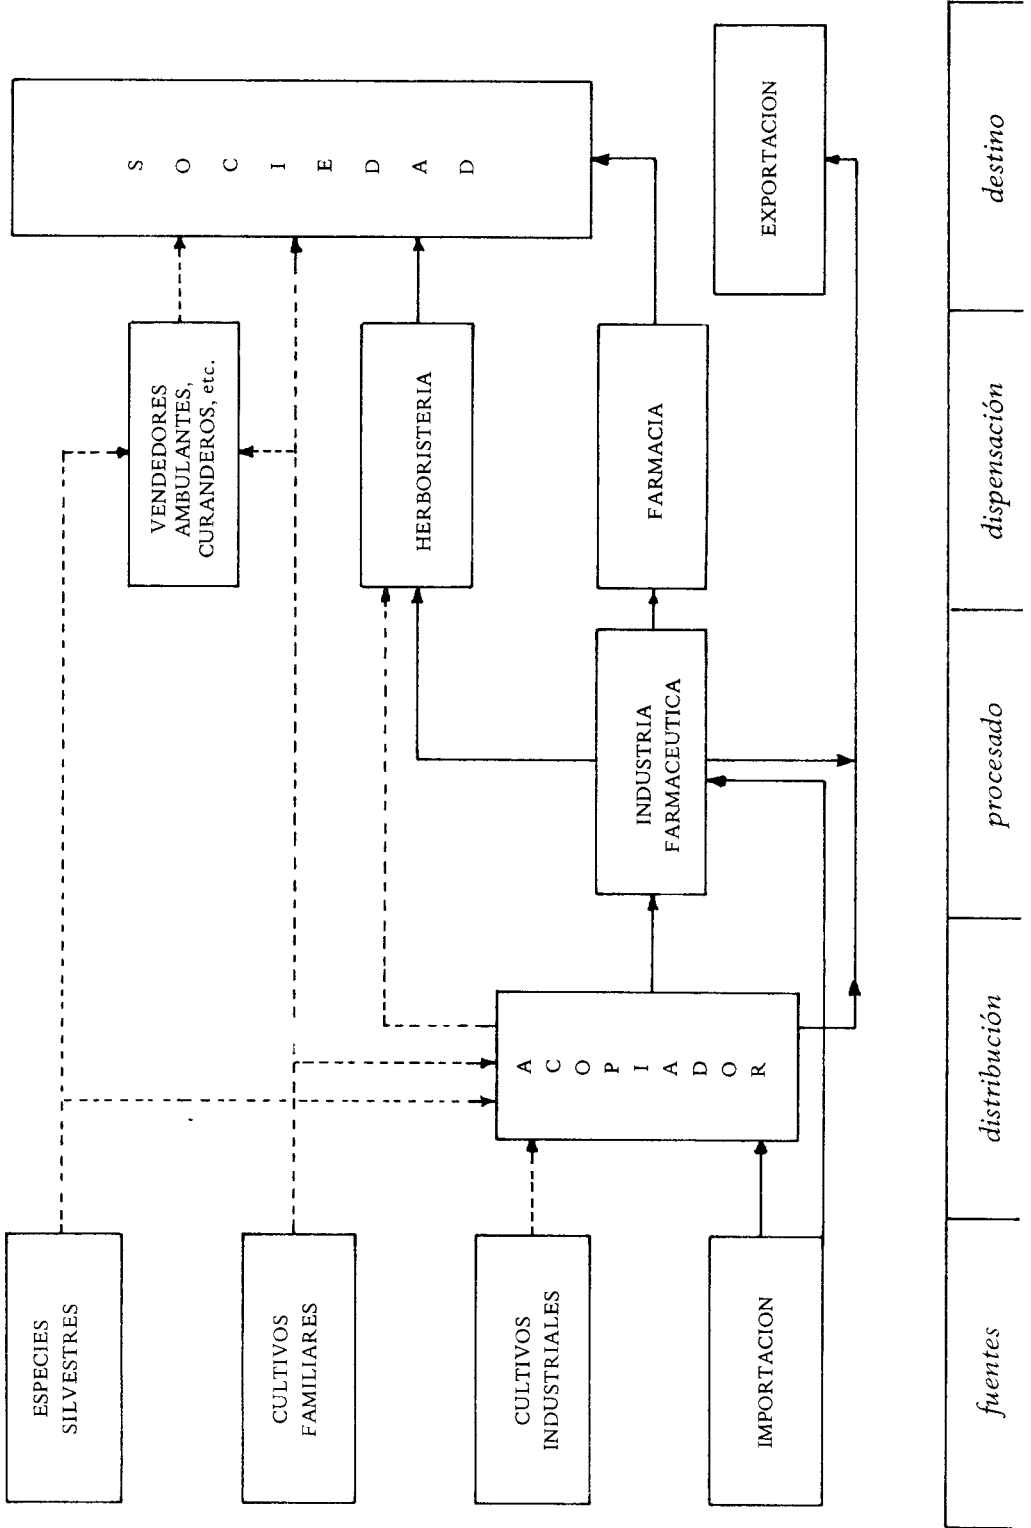 ESPECIES
SILVESTRES
CULTIVOS
FAMILIARES
CULTIVOS
INDUSTRIALES
IMPORTACION
ACOPIADOR
INDUSTRIA
FARMACEUTICA
VENDEDORES
AMBULANTES,
CURANDEROS, etc.
HERBORISTERIA
FARMACIA
SOCIEDAD
EXPORTACION
fuentes
distribución
procesado
dispensación
destino